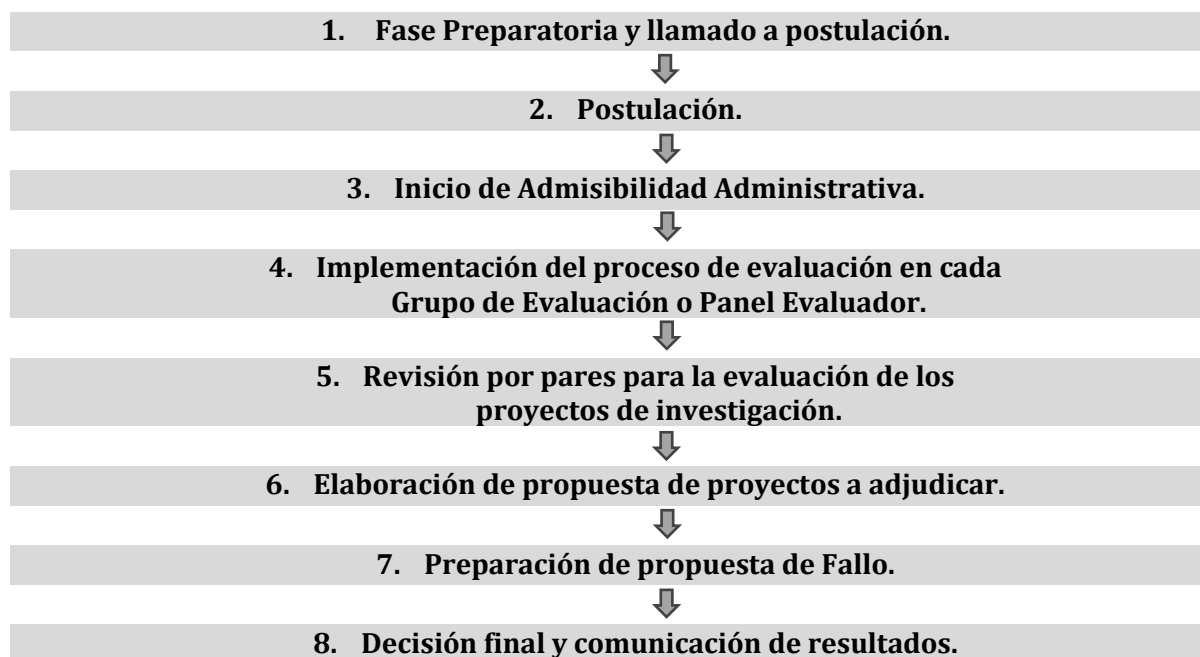 1. Fase Preparatoria y llamado a postulación.
2. Postulación.
3. Inicio de Admisibilidad Administrativa.
4. Implementación del proceso de evaluación en cada
Grupo de Evaluación o Panel Evaluador.
5. Revisión por pares para la evaluación de los
proyectos de investigación.
6. Elaboración de propuesta de proyectos a adjudicar.
7. Preparación de propuesta de Fallo.
8. Decisión final y comunicación de resultados.